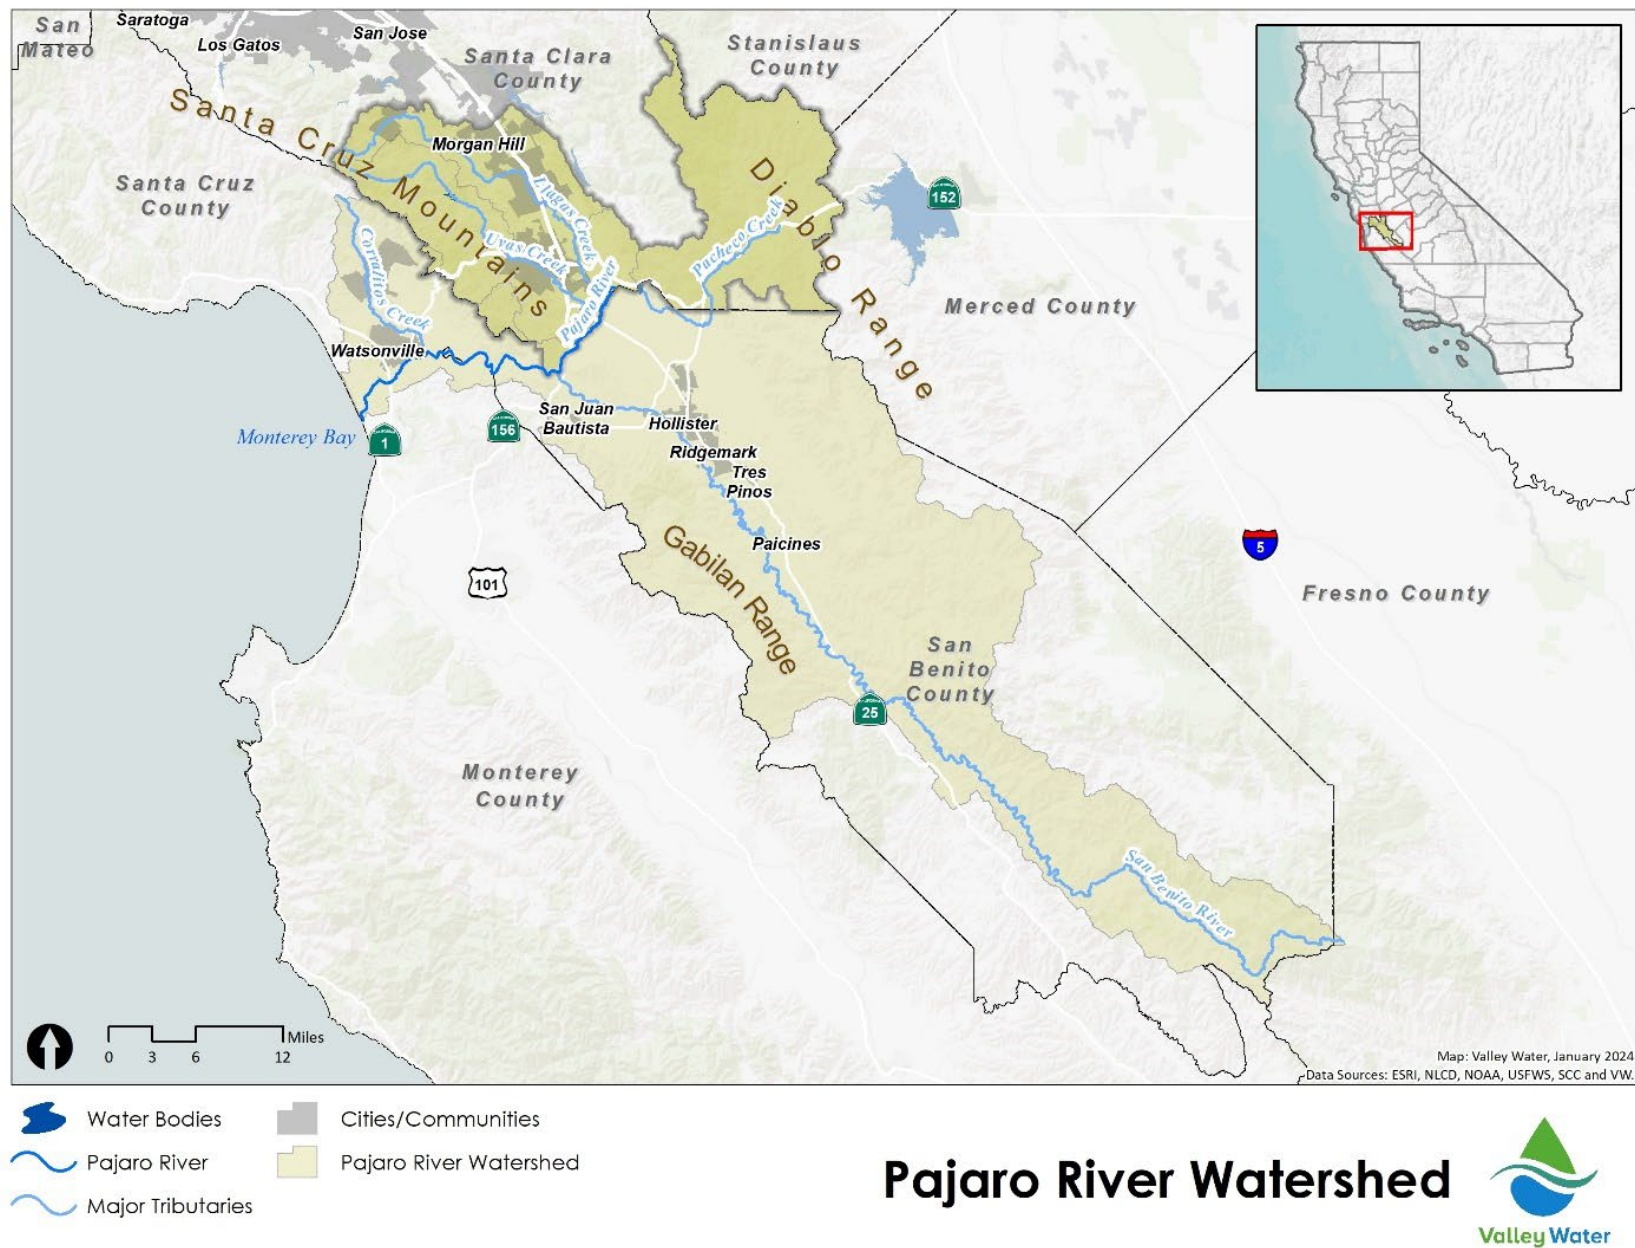 San
Mateo
Saratoga
Los Gatos
San Jose
Santa Clara
County
Stanislaus
County
Santa Cruz Mountains
Morgan Hill
Santa Cruz
County
Diablo Range
152
Llagas Creek
Uvas Creek
Pacheco Creek
Corralitos Creek
Pajaro River
Merced County
Watsonville
Monterey Bay
1
156
San Juan
Bautista
Hollister
Ridgemark
Tres
Pinos
Paicines
Gabilan Range
101
5
Fresno County
San
Benito
County
25
Monterey
County
San Benito River
Miles
0 3 6 12
Map: Valley Water, January 2024
Data Sources: ESRI, NLCD, NOAA, USFWS, SCC and VW.
Water Bodies
Cities/Communities
Pajaro River
Pajaro River Watershed
Major Tributaries
Pajaro River Watershed
Valley Water